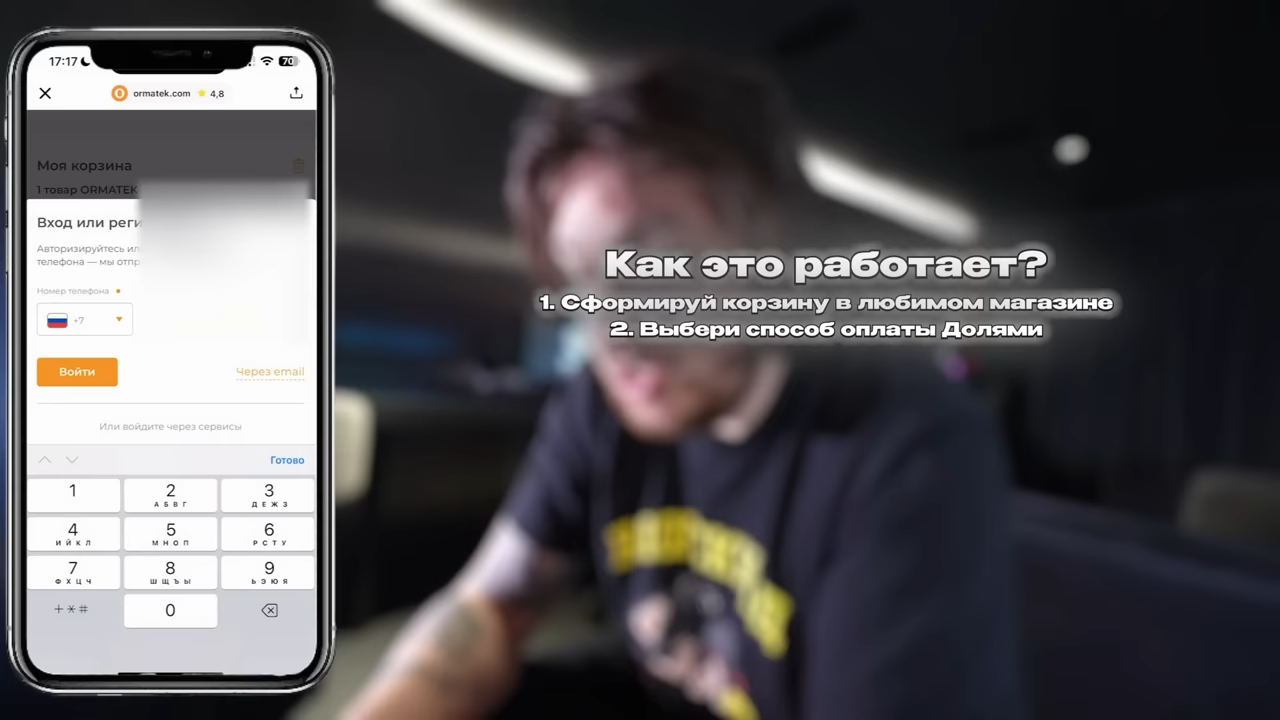 17:17
70
ormatek.com 4,8
Моя корзина
1 товар ORMATEK
Вход или реги
Авторизируйтесь ил
телефона — мы отпр
Номер телефона
+7
Войти
Через email
Или войдите через сервисы
Готово
1
2
3
А Б В Г
Д Е Ж З
4
5
6
И Й К Л
М Н О П
Р С Т У
7
8
9
Ф Х Ц Ч
Ш Щ Ъ Ы
Ь Э Ю Я
+ * #
0
Как это работает?
1. Сформируй корзину в любимом магазине
2. Выбери способ оплаты Долями